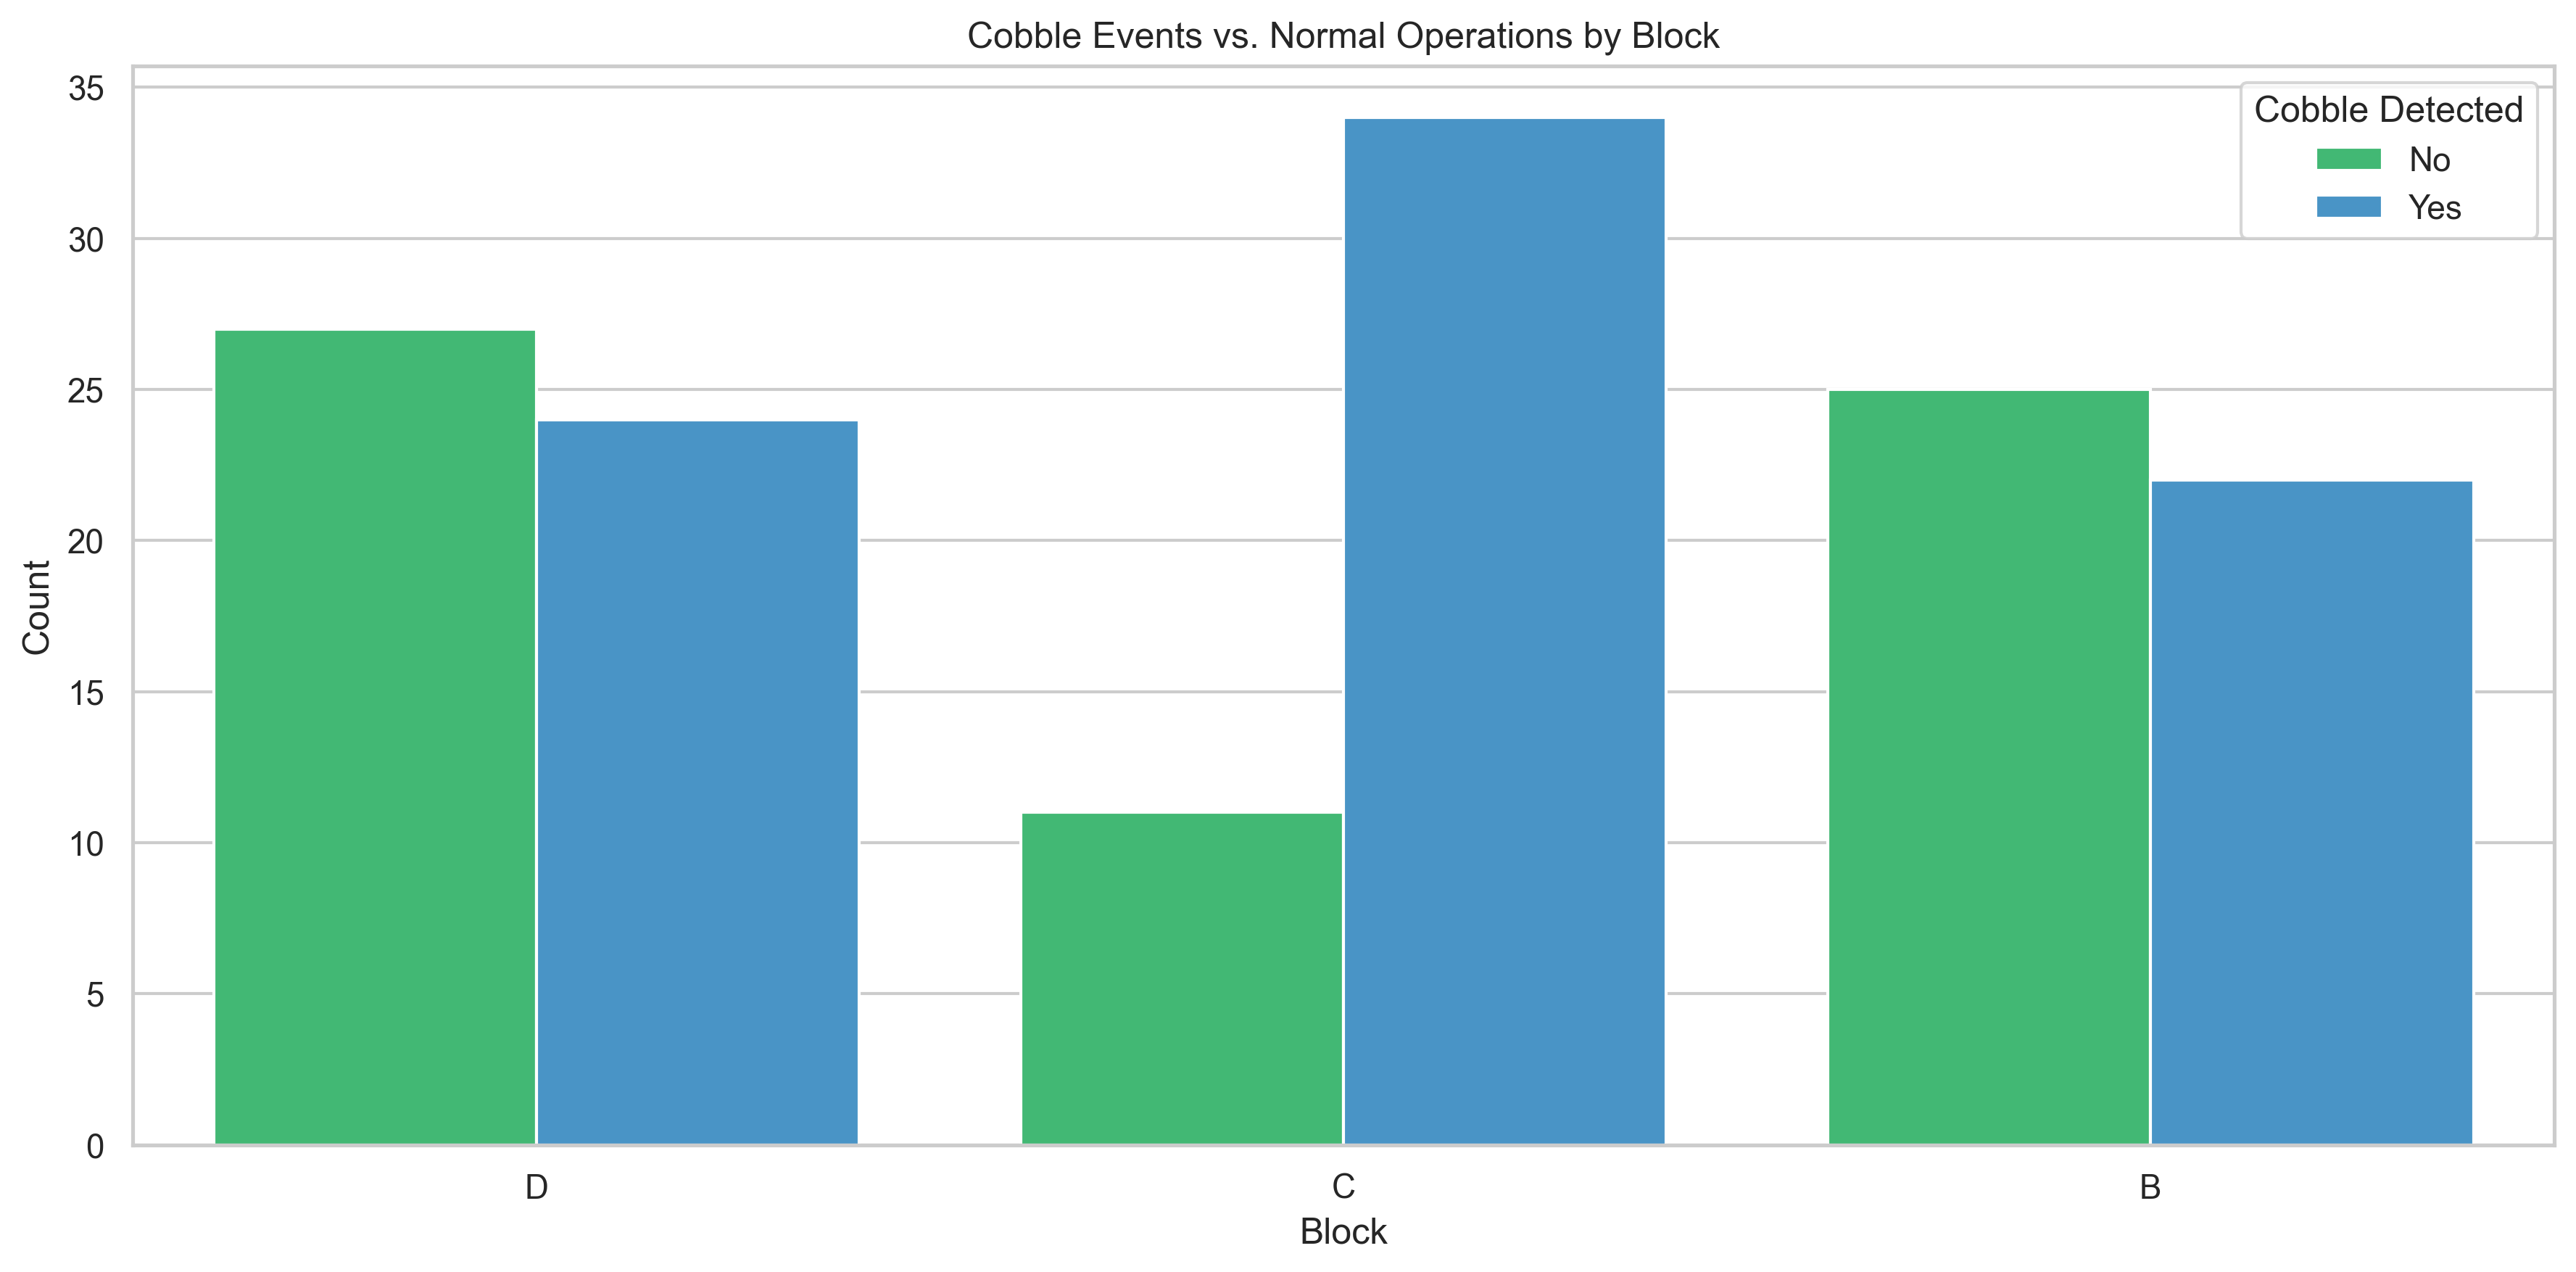 Cobble Events vs. Normal Operations by Block
Cobble Detected
No
Yes
35
30
25
20
15
10
5
0
Count
D
C
B
Block